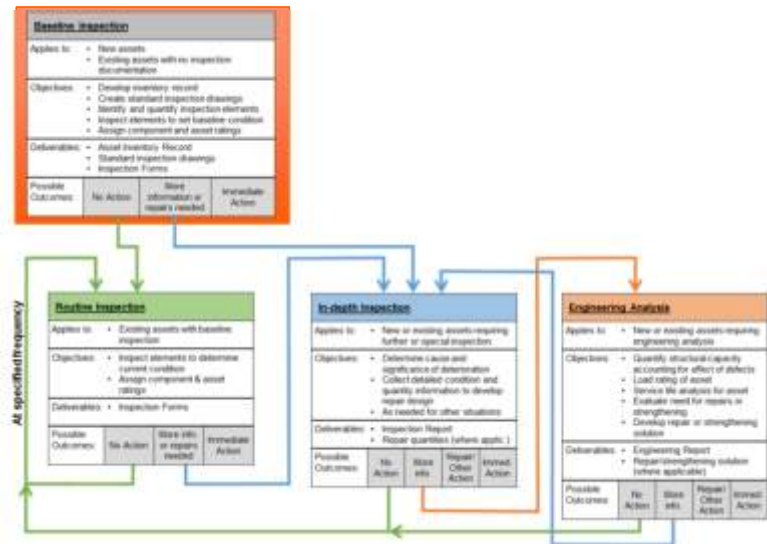 Baseline Inspection
Applies to:
• New assets
• Existing assets with no inspection
documentation
Objectives:
• Develop inventory record
• Create standard inspection drawings
• Identify and quantify inspection elements
• Inspect elements to set baseline condition
• Assign component and asset ratings
Deliverables:
• Asset Inventory Record
• Standard inspection drawings
• Inspection Forms
Possible
Outcomes:
No Action
More
information or
repairs needed
Immediate
Action
At specified frequency
Routine Inspection
Applies to:
• Existing assets with baseline
inspection
Objectives:
• Inspect elements to determine
current condition
• Assign component & asset
ratings
Deliverables:
• Inspection Forms
Possible
Outcomes:
No Action
More info.
or repairs
needed
Immediate
Action
In-depth Inspection
Applies to:
• New or existing assets requiring
further or special inspection
Objectives:
• Determine cause and
significance of deterioration
• Collect detailed condition and
quantity information to develop
repair design
• As needed for other situations
Deliverables:
• Inspection Report
• Repair quantities (where applic.)
Possible
Outcomes:
No
Action
More
info.
Repair/
Other
Action
Immed.
Action
Engineering Analysis
Applies to:
• New or existing assets requiring
engineering analysis
Objectives:
• Quantify structural capacity
accounting for effect of defects
• Load rating of asset
• Service life analysis for asset
• Evaluate need for repairs or
strengthening
• Develop repair or strengthening
solution
Deliverables:
• Engineering Report
• Repair/strengthening solution
(where applicable)
Possible
Outcomes:
No
Action
More
info.
Repair/
Other
Action
Immed.
Action